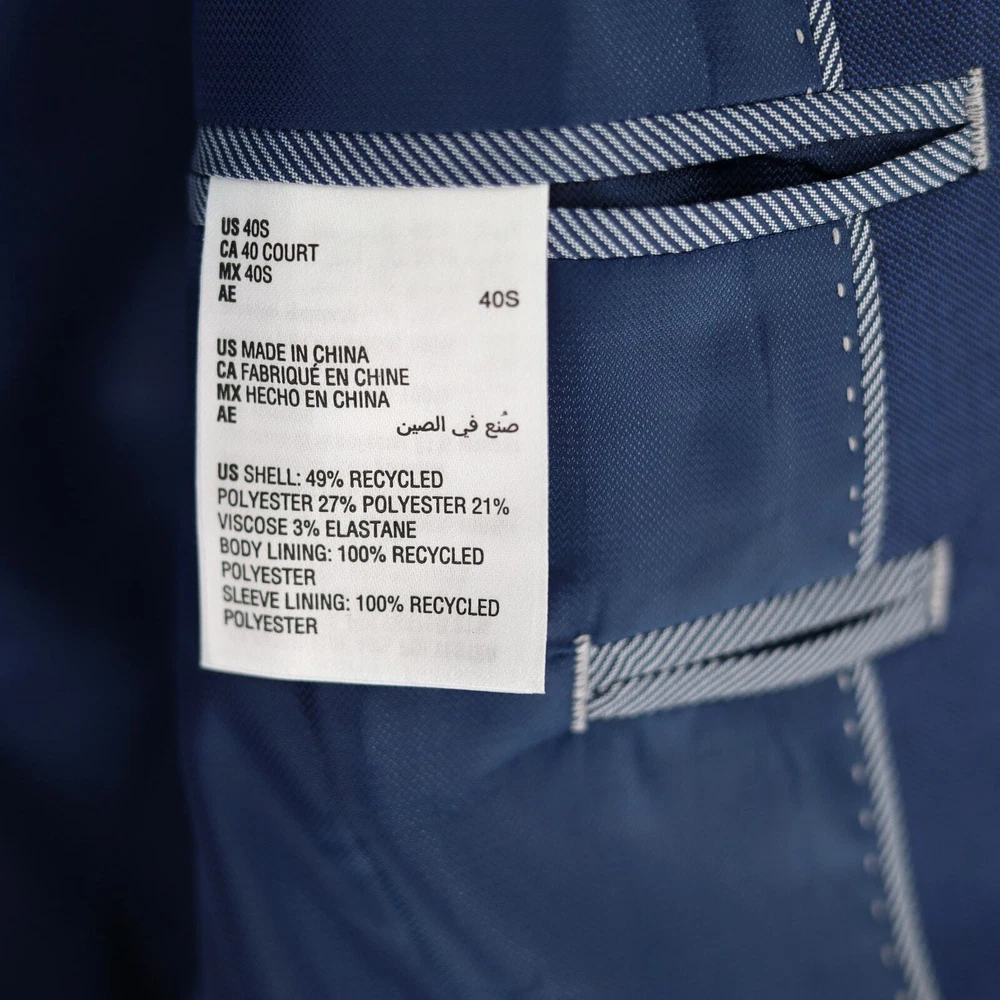 US 40S
CA 40 COURT
MX 40S
AE
40S
US MADE IN CHINA
CA FABRIQUÉ EN CHINE
MX HECHO EN CHINA
AE
صُنع في الصين
US SHELL: 49% RECYCLED
POLYESTER 27% POLYESTER 21%
VISCOSE 3% ELASTANE
BODY LINING: 100% RECYCLED
POLYESTER
SLEEVE LINING: 100% RECYCLED
POLYESTER